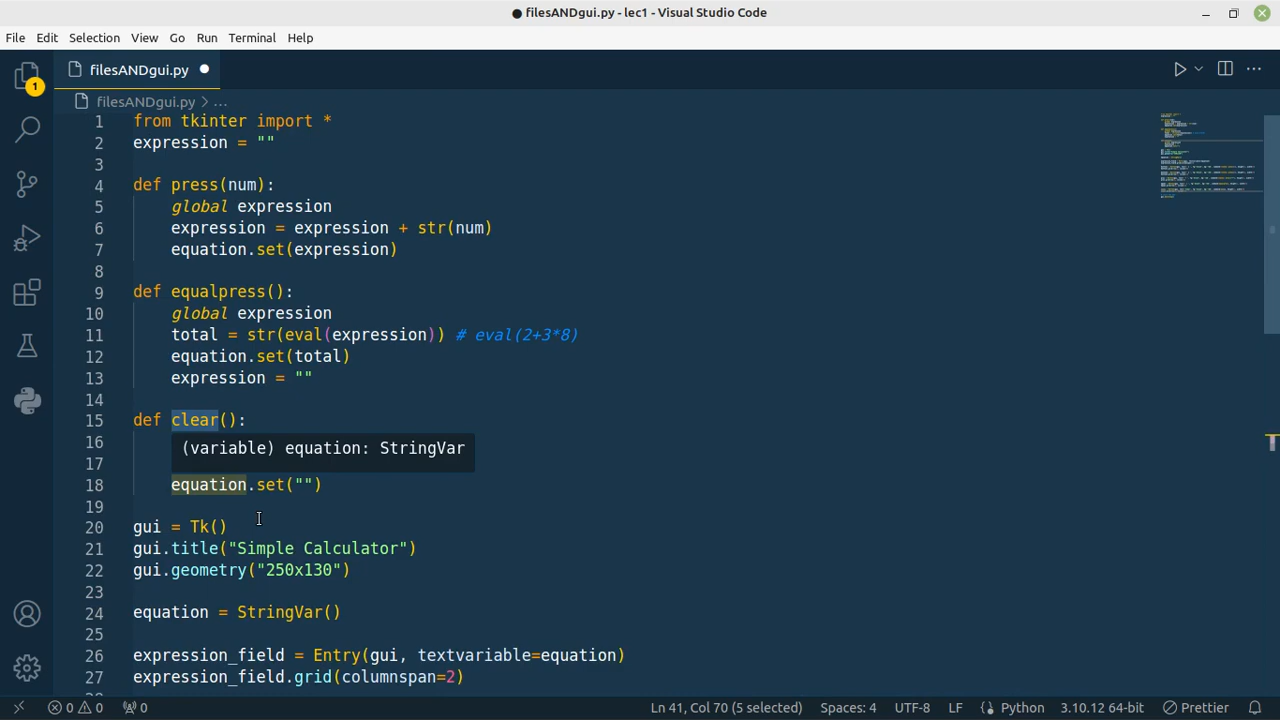 ● filesANDgui.py - lec1 - Visual Studio Code
File Edit Selection View Go Run Terminal Help
filesANDgui.py ●
filesANDgui.py > ...
1 from tkinter import *
2 expression = ""
3
4 def press(num):
5 global expression
6 expression = expression + str(num)
7 equation.set(expression)
8
9 def equalpress():
10 global expression
11 total = str(eval(expression)) # eval(2+3*8)
12 equation.set(total)
13 expression = ""
14
15 def clear():
16
(variable) equation: StringVar
17
18 equation.set("")
19
20 gui = Tk()
21 gui.title("Simple Calculator")
22 gui.geometry("250x130")
23
24 equation = StringVar()
25
26 expression_field = Entry(gui, textvariable=equation)
27 expression_field.grid(columnspan=2)
1
0 0 0 Ln 41, Col 70 (5 selected) Spaces: 4 UTF-8 LF Python 3.10.12 64-bit Prettier